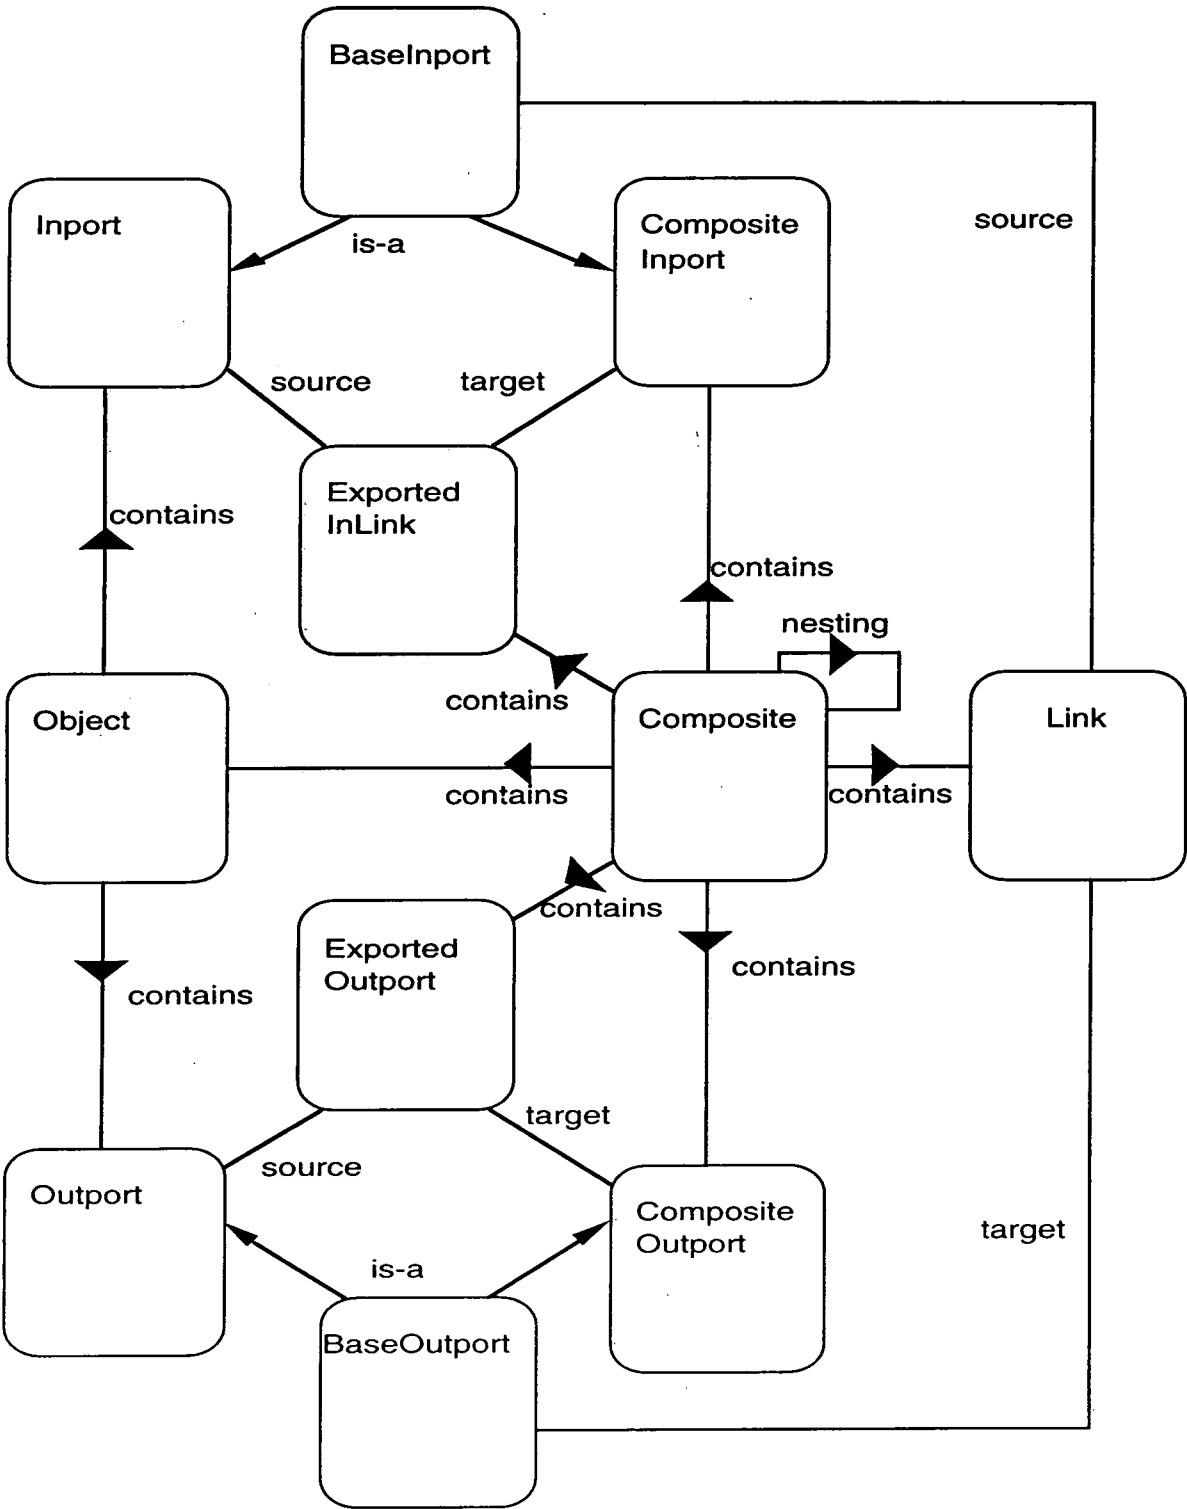 BaseInport
Inport
is-a
Composite
Inport
source
source
target
Exported
InLink
contains
contains
nesting
contains
Object
Composite
Link
contains
contains
contains
Exported
Outport
contains
contains
target
source
Outport
Composite
Outport
target
is-a
BaseOutport